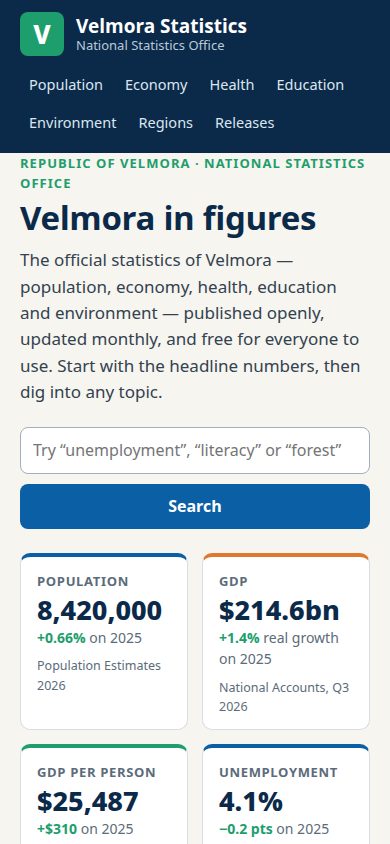 V
Velmora Statistics
National Statistics Office
Population Economy Health Education
Environment Regions Releases
REPUBLIC OF VELMORA · NATIONAL STATISTICS
OFFICE
Velmora in figures
The official statistics of Velmora —
population, economy, health, education
and environment — published openly,
updated monthly, and free for everyone to
use. Start with the headline numbers, then
dig into any topic.
Try “unemployment”, “literacy” or “forest”
Search
POPULATION
8,420,000
+0.66% on 2025
Population Estimates
2026
GDP
$214.6bn
+1.4% real growth
on 2025
National Accounts, Q3
2026
GDP PER PERSON
$25,487
+$310 on 2025
UNEMPLOYMENT
4.1%
−0.2 pts on 2025